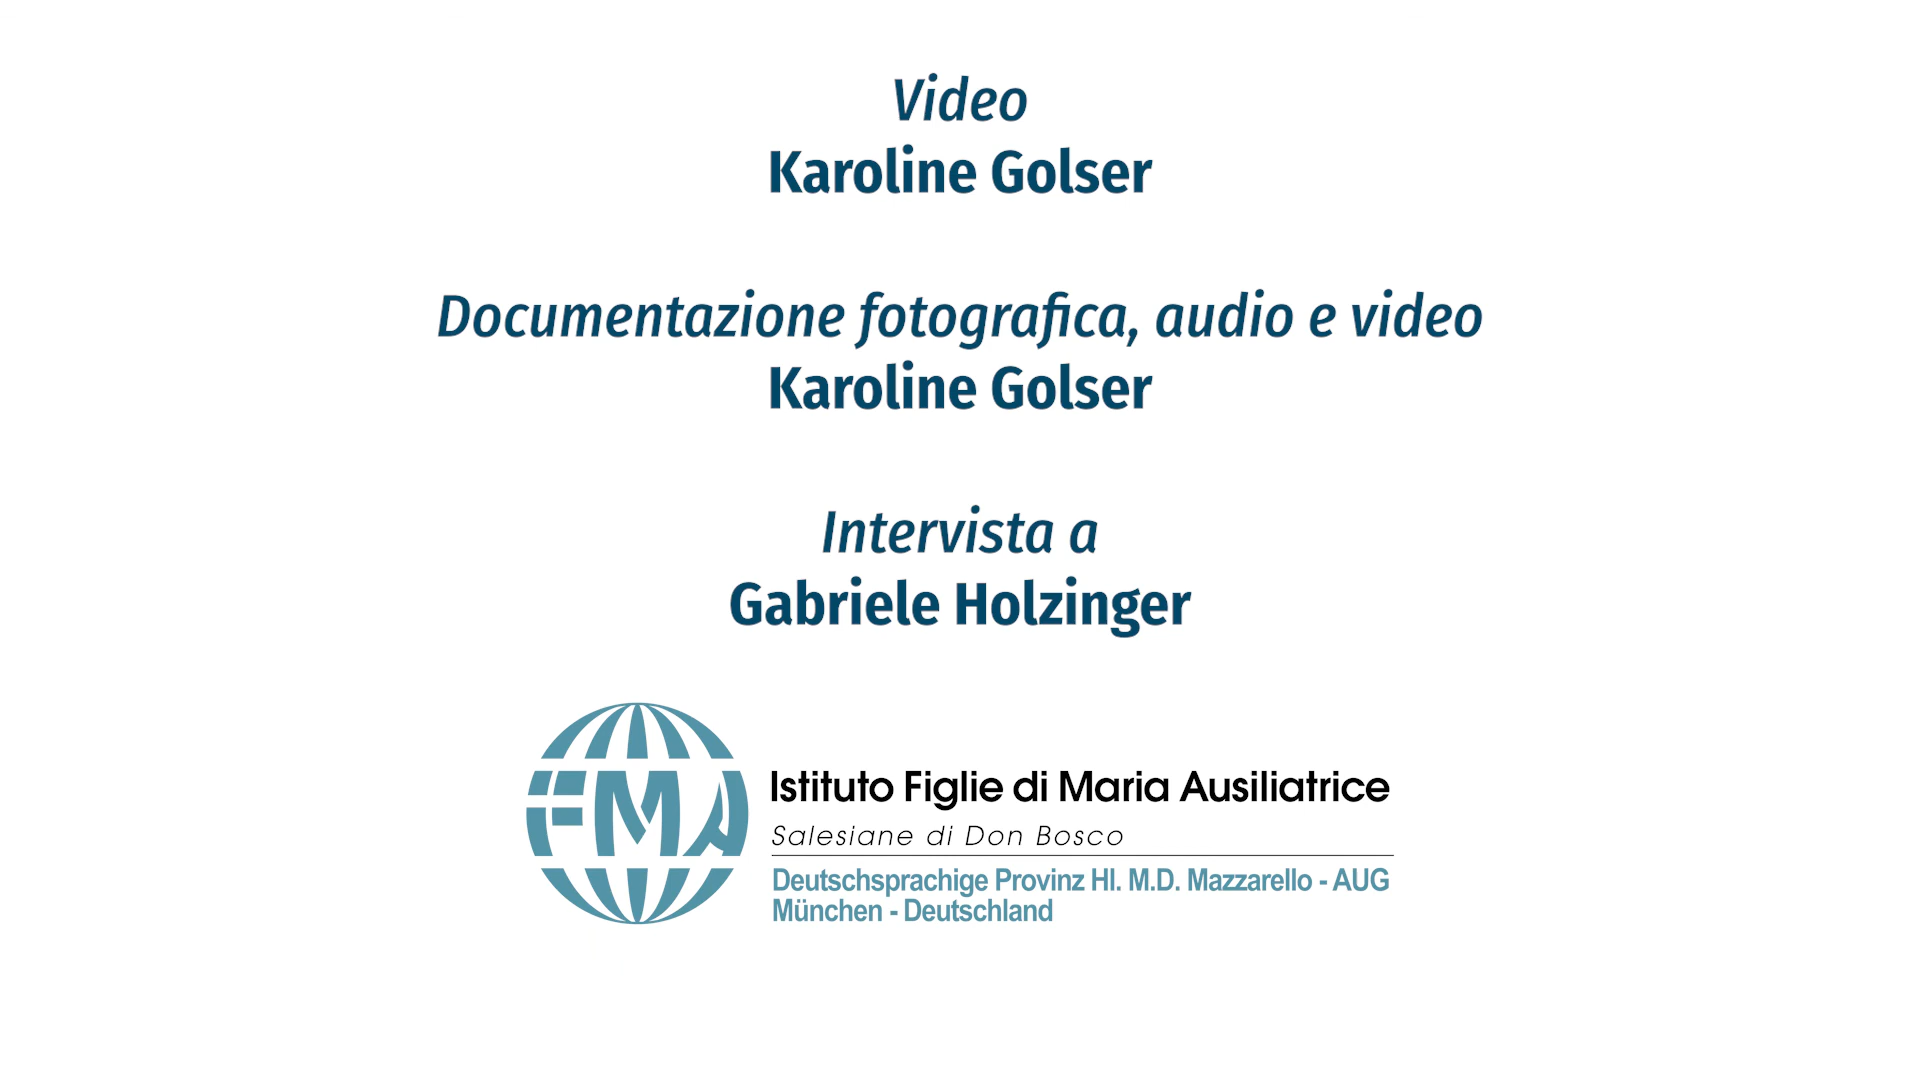 Video
Karoline Golser
Documentazione fotografica, audio e video
Karoline Golser
Intervista a
Gabriele Holzinger
FMA
Istituto Figlie di Maria Ausiliatrice
Salesiane di Don Bosco
Deutschsprachige Provinz Hl. M.D. Mazzarello - AUG
München - Deutschland